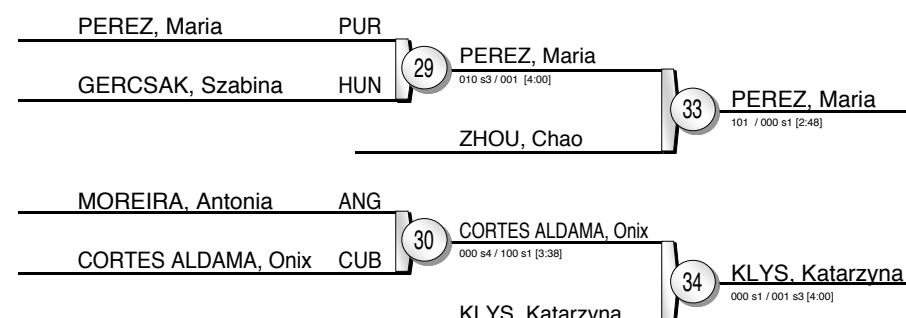 PEREZ, Maria PUR
29
PEREZ, Maria
010 s3 / 001 [4:00]
GERCSAK, Szabina HUN
33
PEREZ, Maria
101 / 000 s1 [2:48]
ZHOU, Chao
MOREIRA, Antonia ANG
30
CORTES ALDAMA, Onix
000 s4 / 100 s1 [3:38]
CORTES ALDAMA, Onix CUB
34
KLYS, Katarzyna
000 s1 / 001 s3 [4:00]
KLYS, Katarzyna